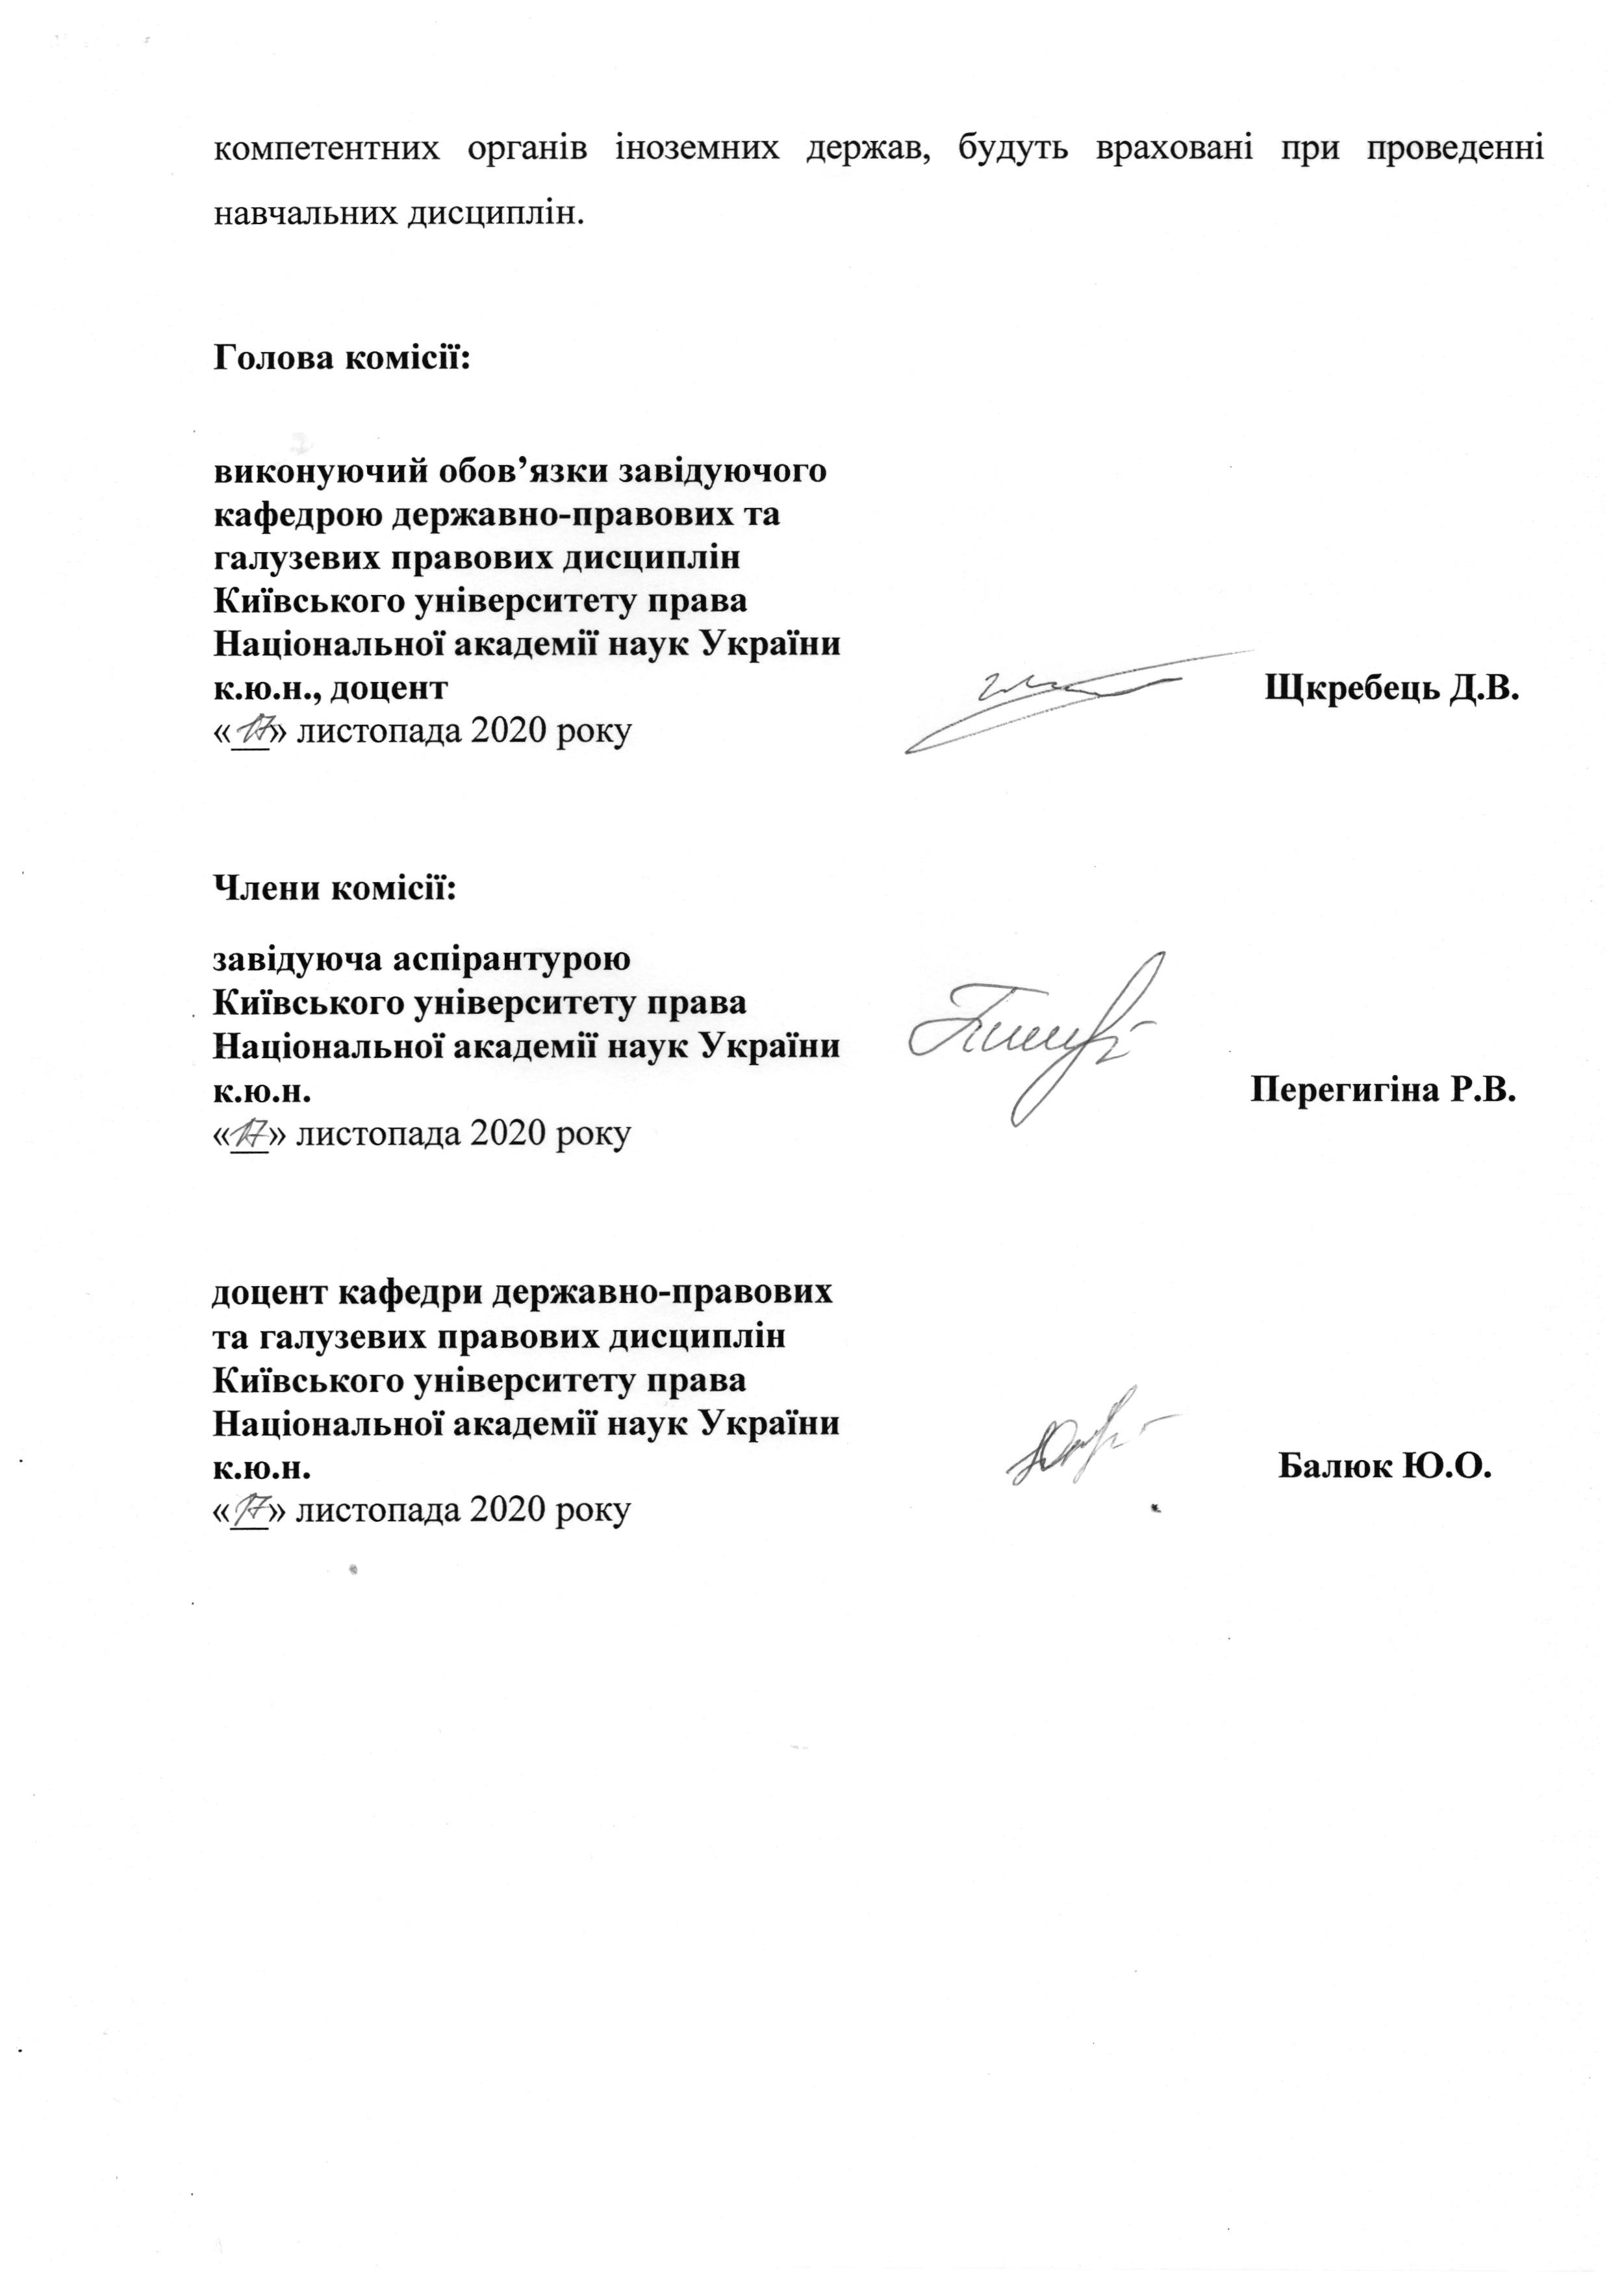 компетентних органів іноземних держав, будуть враховані при проведенні
навчальних дисциплін.
Голова комісії:
виконуючий обов’язки завідуючого
кафедрою державно-правових та
галузевих правових дисциплін
Київського університету права
Національної академії наук України
к.ю.н., доцент
Щкребець Д.В.
«17» листопада 2020 року
Члени комісії:
завідуюча аспірантурою
Київського університету права
Національної академії наук України
к.ю.н.
Перегигіна Р.В.
«17» листопада 2020 року
доцент кафедри державно-правових
та галузевих правових дисциплін
Київського університету права
Національної академії наук України
к.ю.н.
Балюк Ю.О.
«17» листопада 2020 року